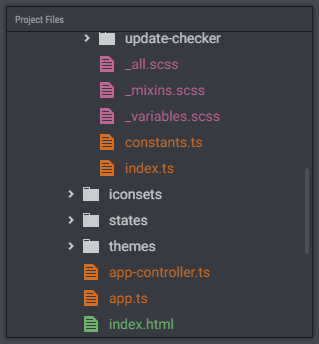 Project Files
update-checker
_all.scss
_mixins.scss
_variables.scss
constants.ts
index.ts
iconsets
states
themes
app-controller.ts
app.ts
index.html